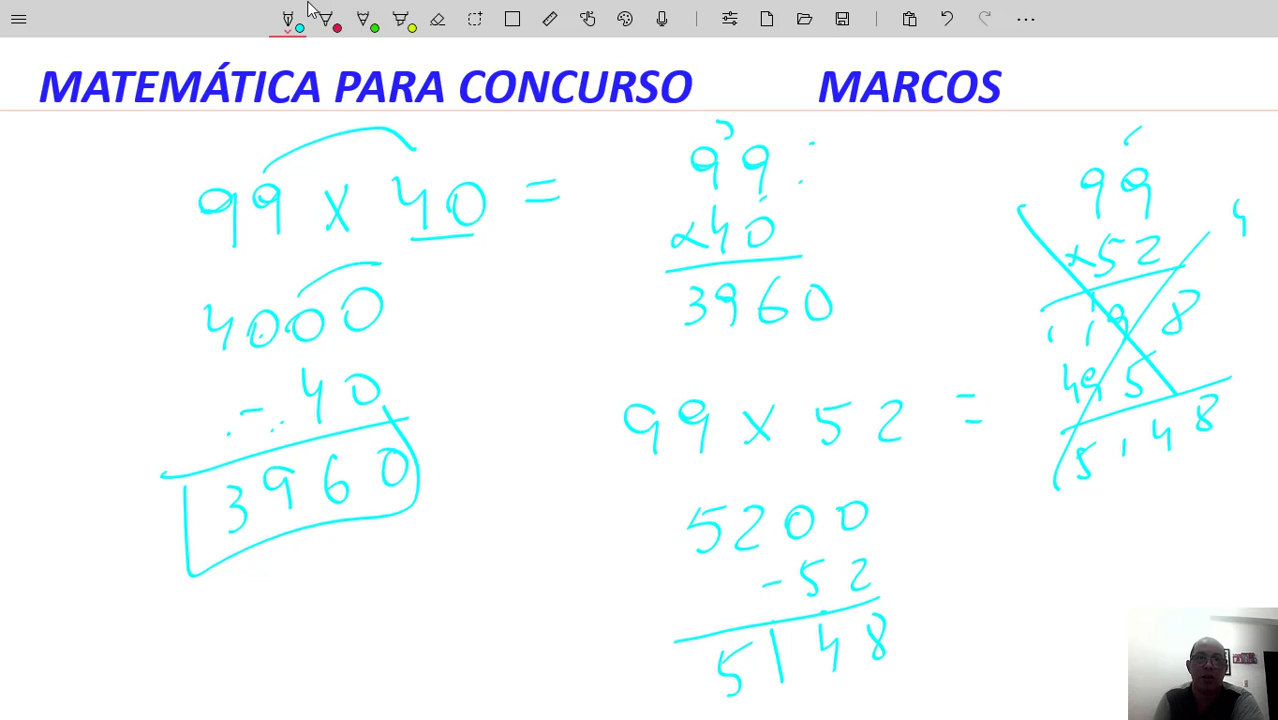 MATEMÁTICA PARA CONCURSO MARCOS
99 x 40 =
4000
- 40
3960
99
x40
3960
99 x 52 =
5200
-52
5148
99
x52
198
495
5148
4